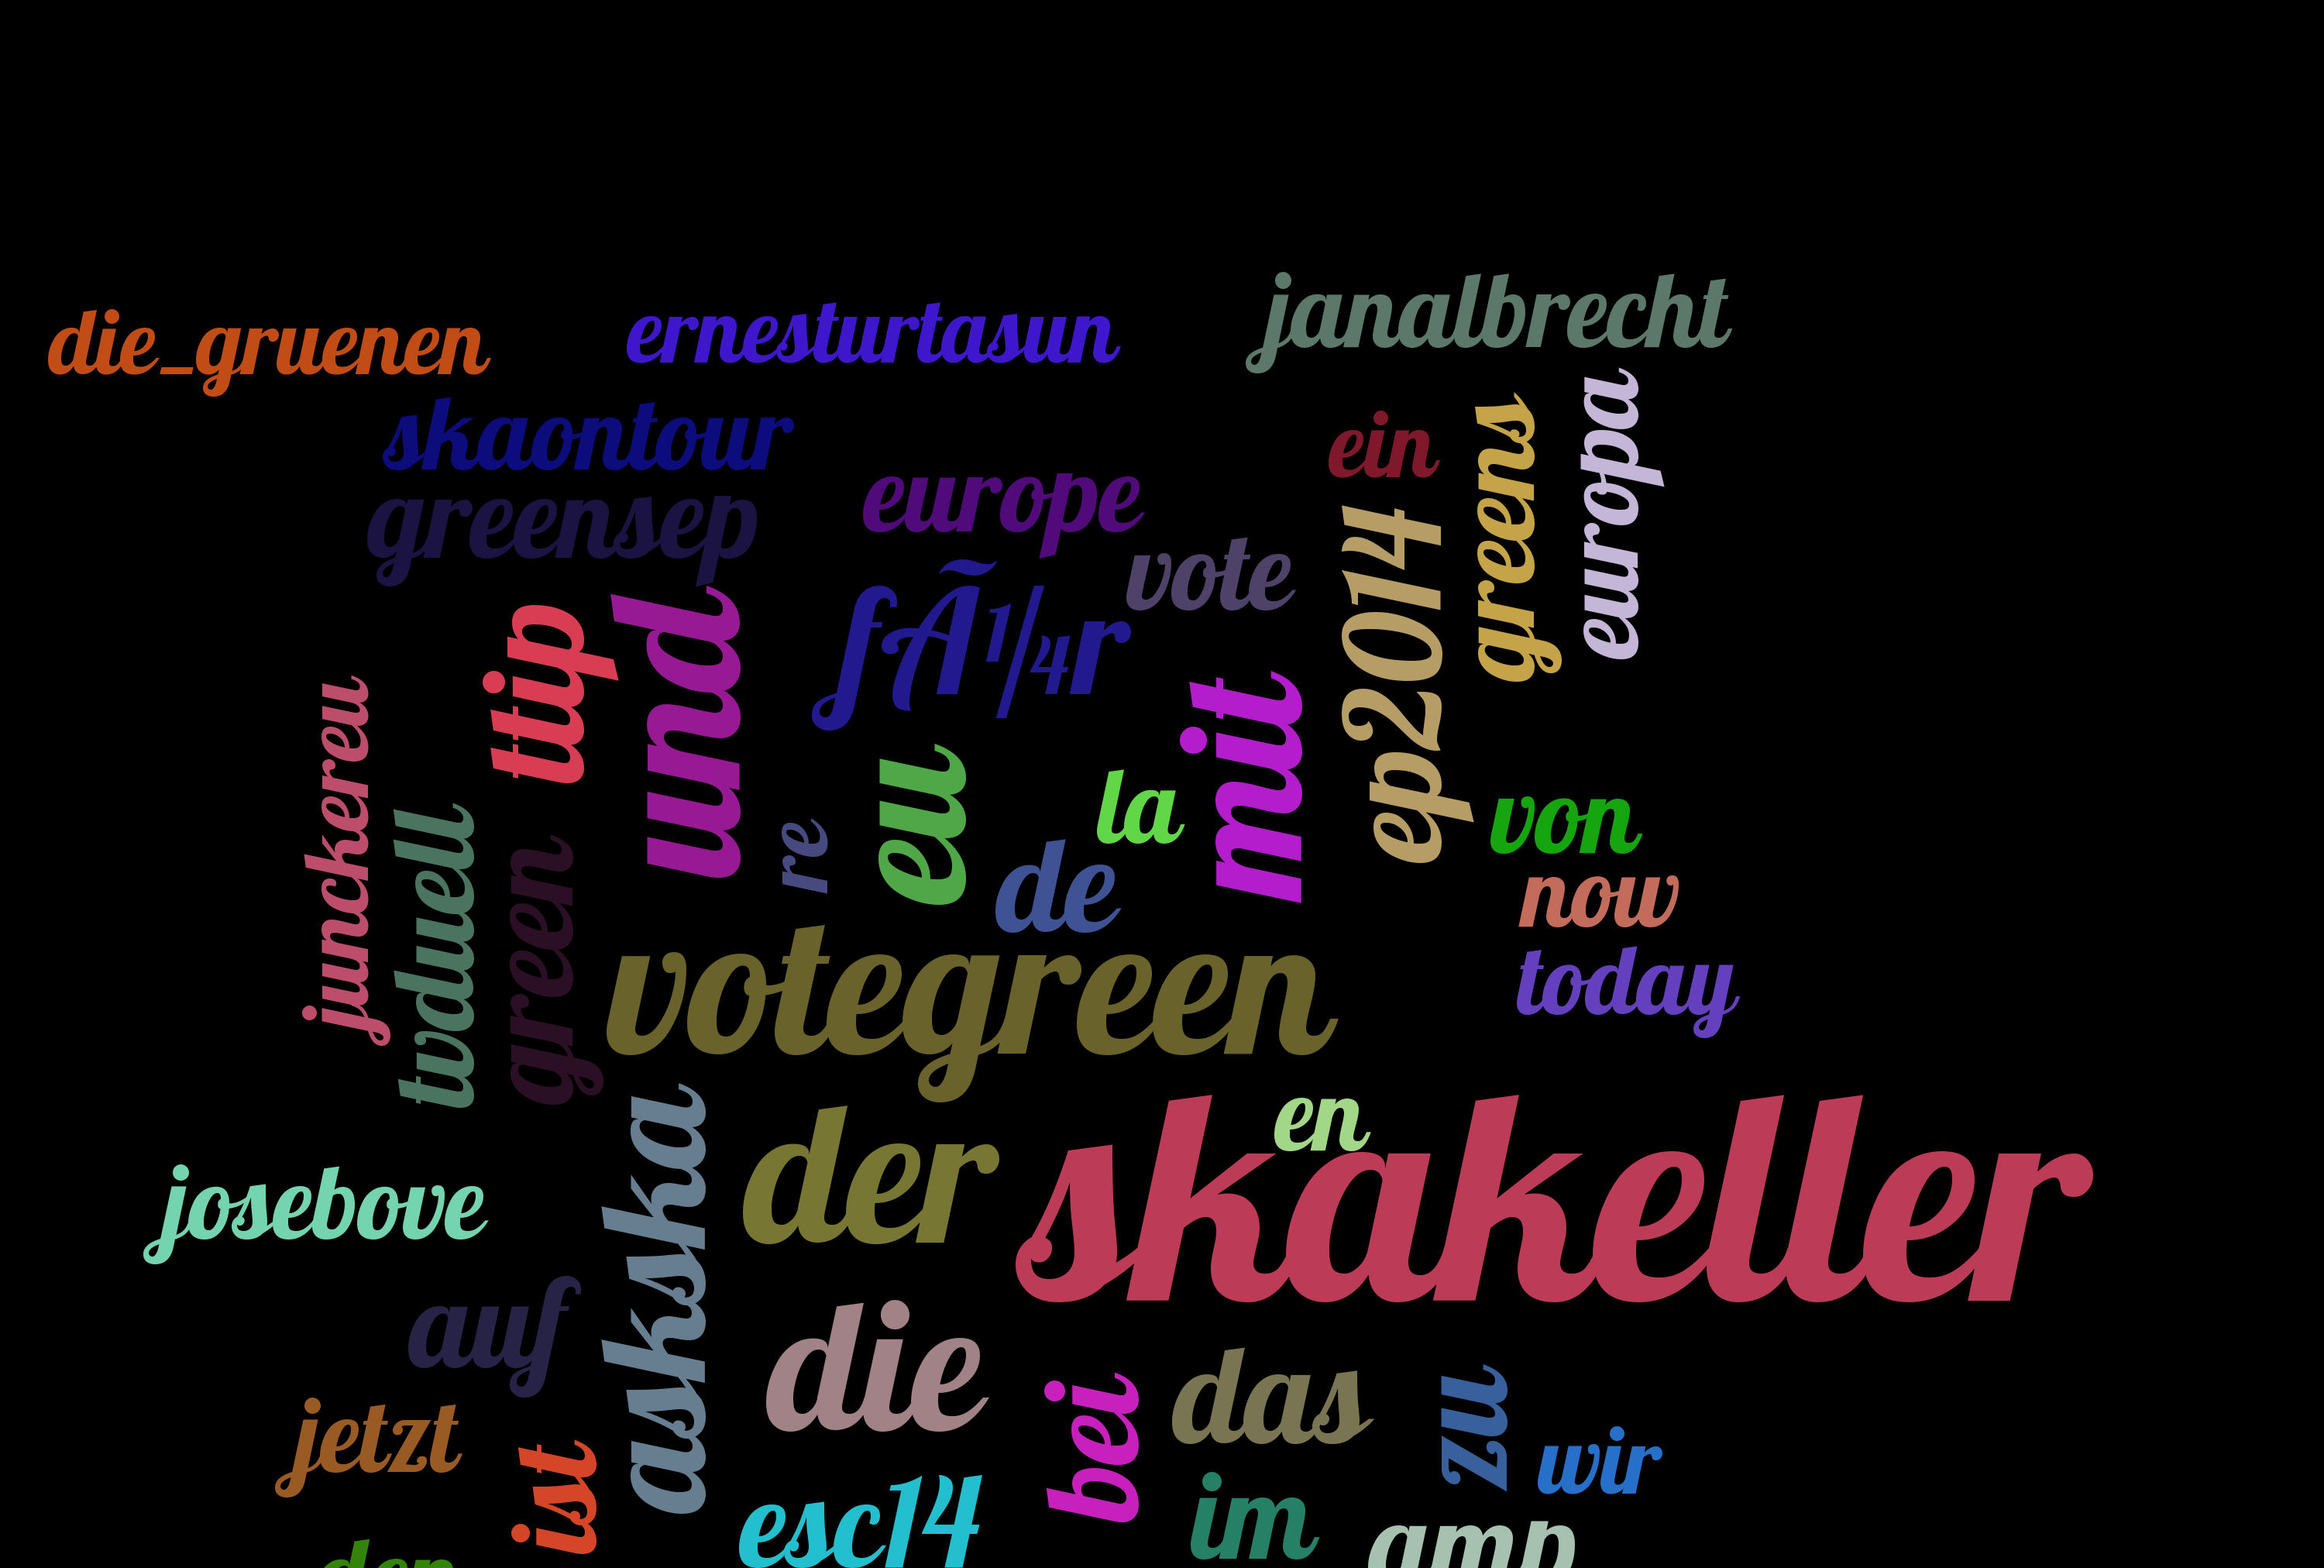 janalbrecht
die_gruenen
ernesturtasun
skaontour
ein
greens
europa
europe
greensep
vote
ep2014
fÃ¼r
ttip
und
junckereu
mit
eu
la
von
re
de
now
tuduell
green
votegreen
today
en
skakeller
der
josebove
askska
auf
die
das
bei
zu
wir
jetzt
ist
esc14
im
amp
den